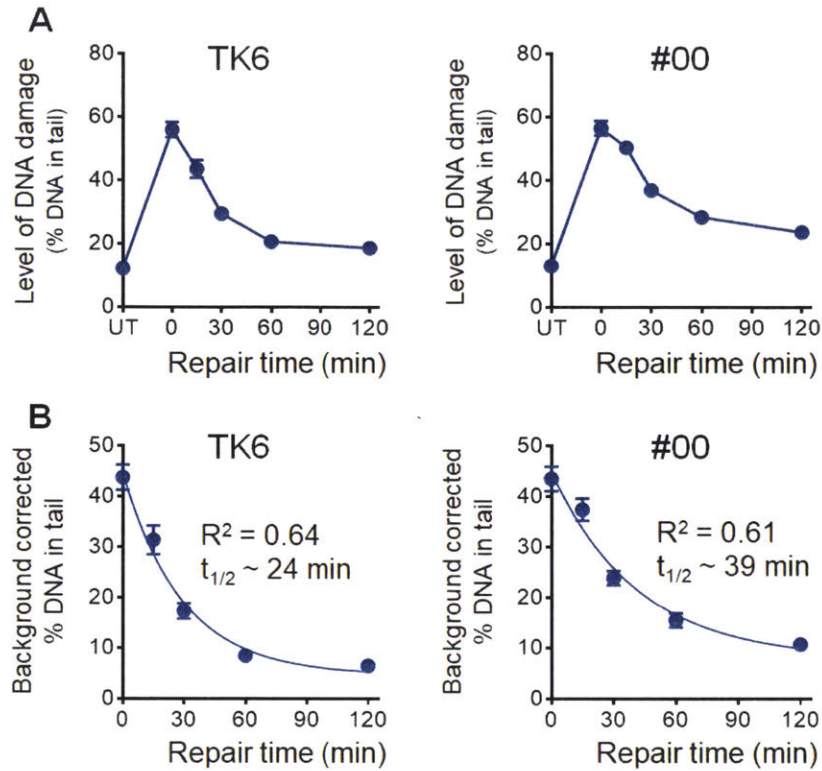 A
TK6
Level of DNA damage
(% DNA in tail)
80
60
40
20
0
UT 0 30 60 90 120
Repair time (min)
#00
Level of DNA damage
(% DNA in tail)
80
60
40
20
0
UT 0 30 60 90 120
Repair time (min)
B
TK6
Background corrected
% DNA in tail
50
40
30
20
10
0
R² = 0.64
t₁/₂ ~ 24 min
0 30 60 90 120
Repair time (min)
#00
Background corrected
% DNA in tail
50
40
30
20
10
0
R² = 0.61
t₁/₂ ~ 39 min
0 30 60 90 120
Repair time (min)